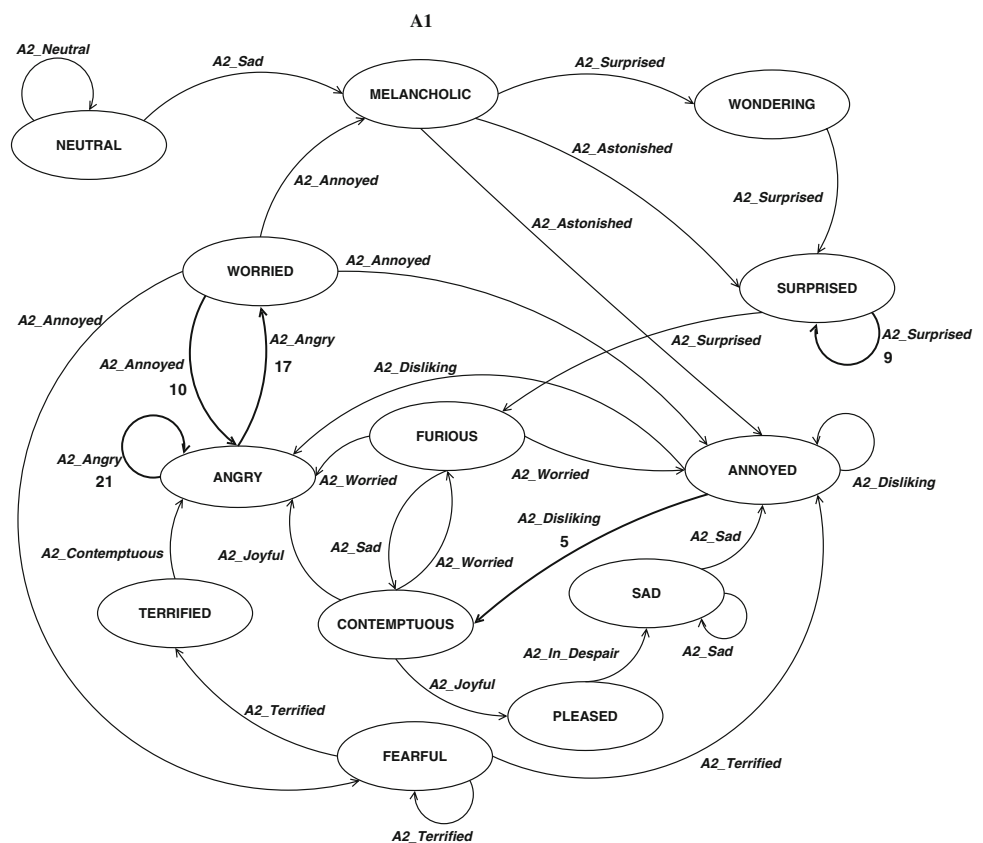 A1
A2_Neutral
A2_Sad
A2_Surprised
MELANCHOLIC
WONDERING
NEUTRAL
A2_Astonished
A2_Annoyed
A2_Surprised
A2_Astonished
WORRIED
A2_Annoyed
SURPRISED
A2_Annoyed
A2_Angry
A2_Surprised
A2_Surprised
9
A2_Annoyed
17
A2_Disliking
10
FURIOUS
A2_Angry
21
ANGRY
A2_Worried
A2_Worried
ANNOYED
A2_Disliking
A2_Disliking
5
A2_Sad
A2_Contemptuous
A2_Joyful
A2_Sad
A2_Worried
SAD
TERRIFIED
CONTEMPTUOUS
A2_In_Despair
A2_Sad
A2_Joyful
A2_Terrified
PLEASED
FEARFUL
A2_Terrified
A2_Terrified